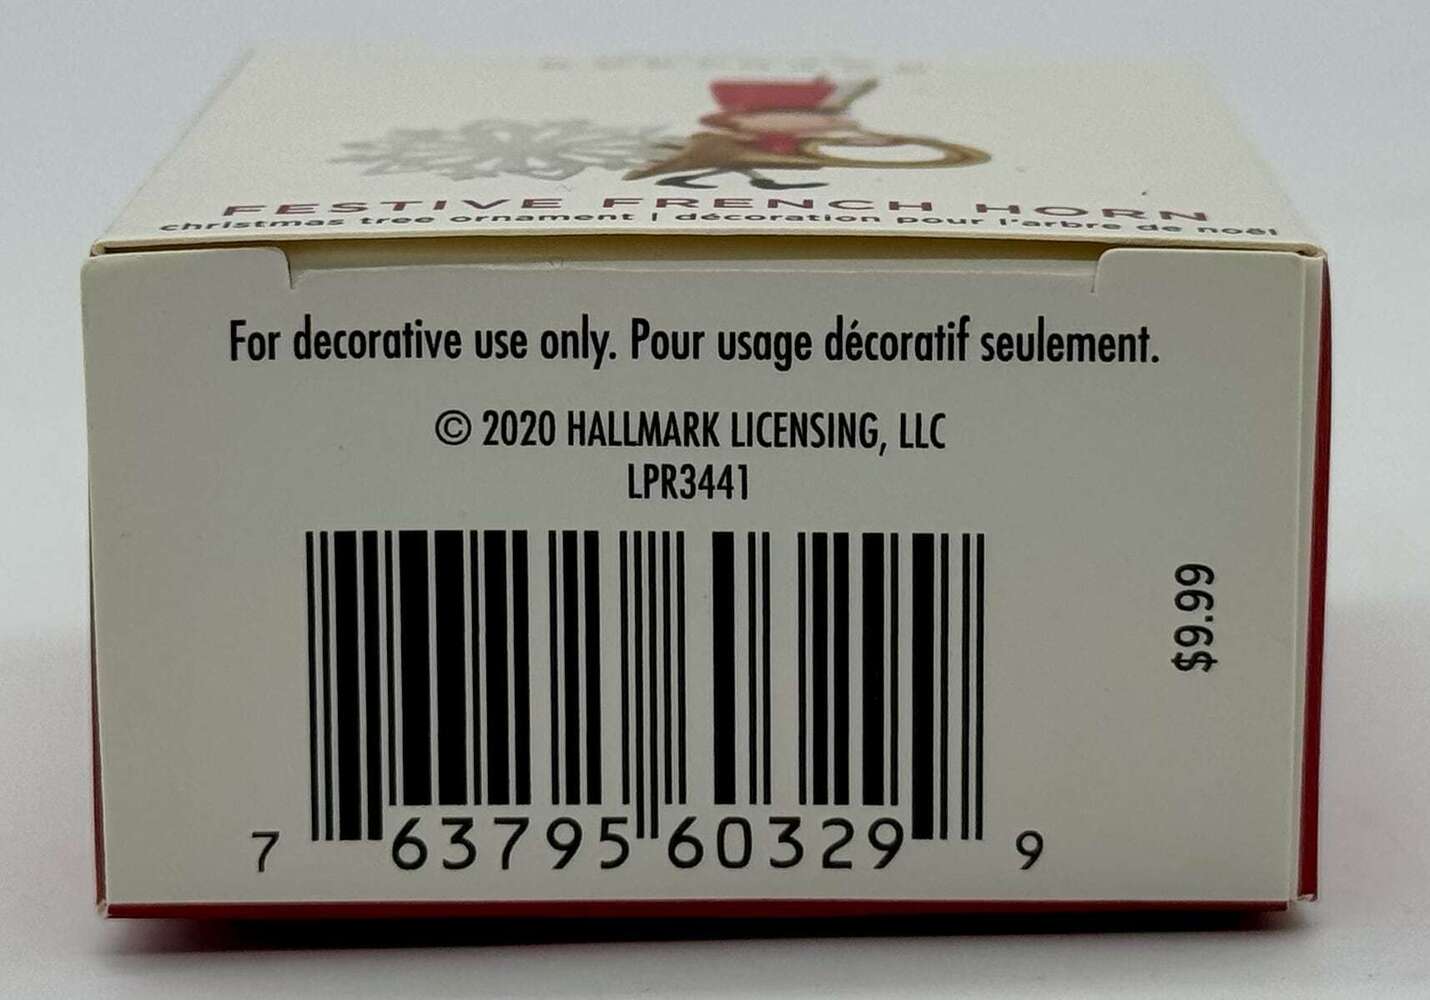 FESTIVE FRENCH HORN
christmas tree ornament | décoration pour l'arbre de noël
For decorative use only. Pour usage décoratif seulement.
© 2020 HALLMARK LICENSING, LLC
LPR3441
$9.99
7 63795 60329 9